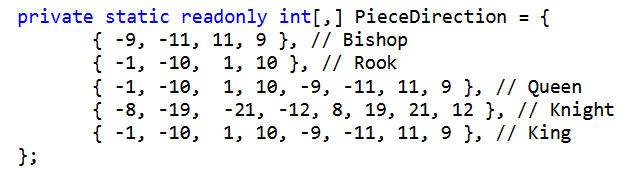 private static readonly int[,] PieceDirection = {
{ -9, -11, 11, 9 }, // Bishop
{ -1, -10,  1, 10 }, // Rook
{ -1, -10,  1, 10, -9, -11, 11, 9 }, // Queen
{ -8, -19,  -21, -12, 8, 19, 21, 12 }, // Knight
{ -1, -10,  1, 10, -9, -11, 11, 9 }, // King
};